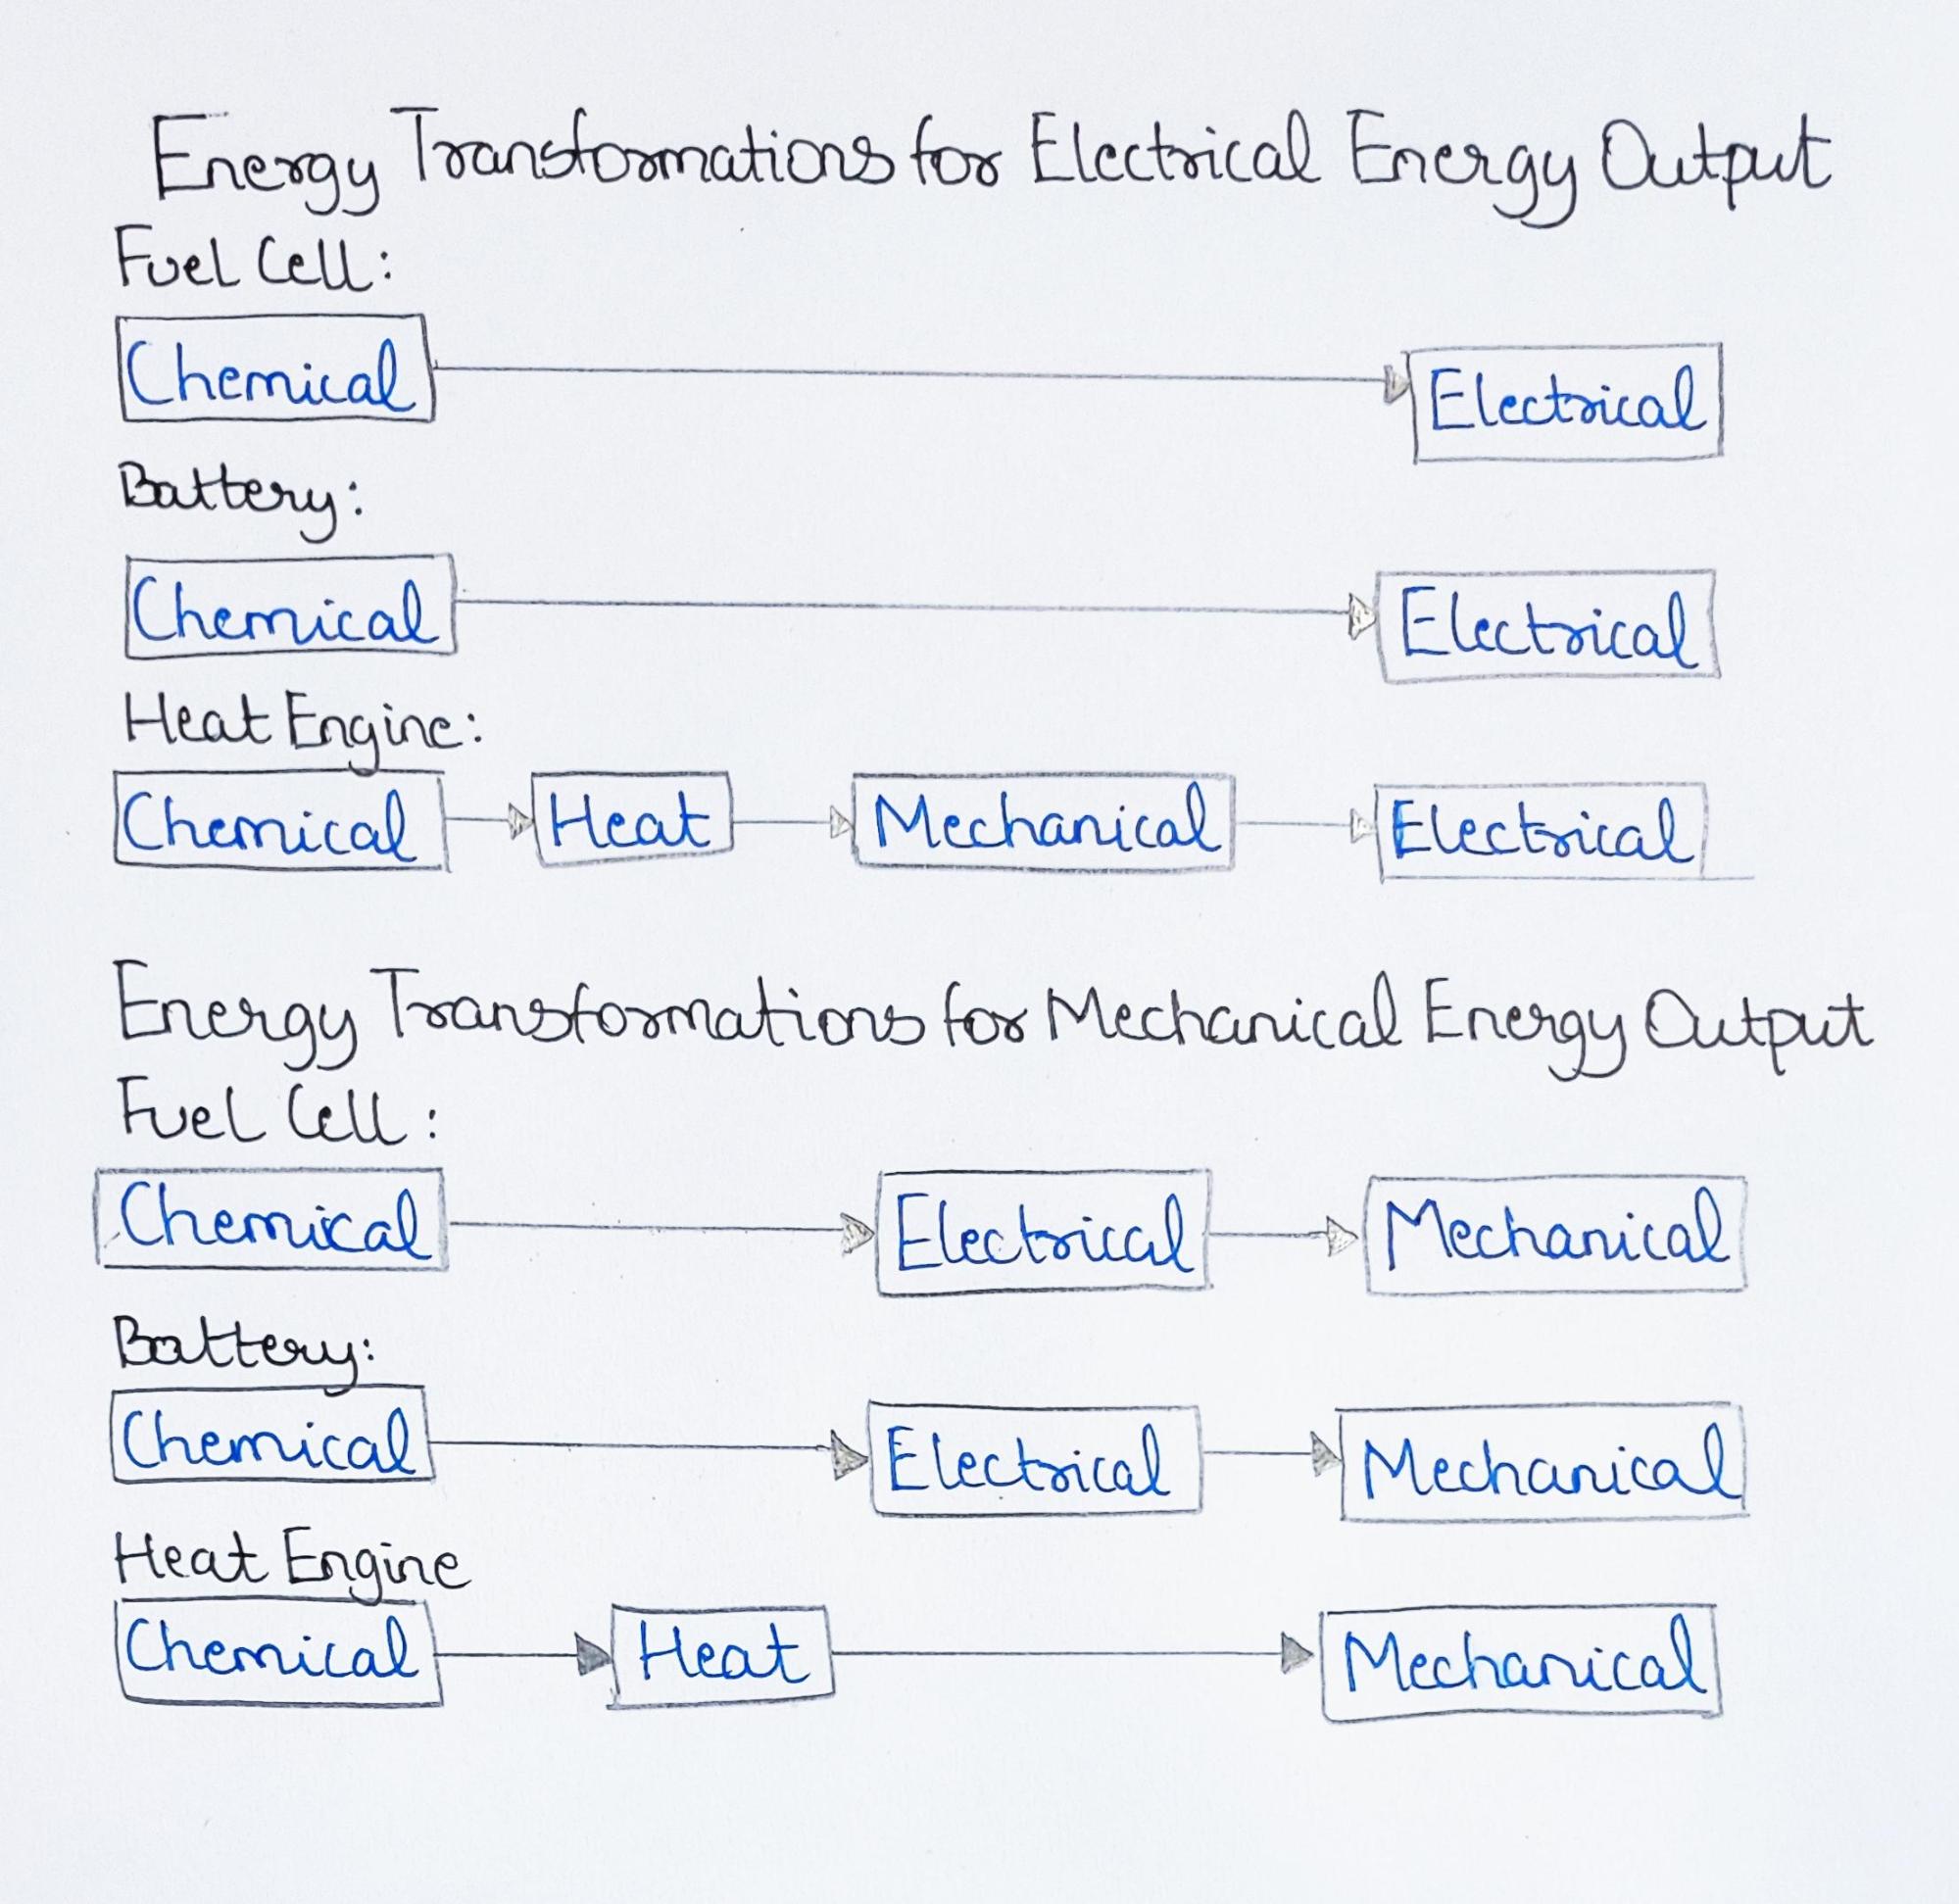 Energy Transformations for Electrical Energy Output
Fuel Cell:
Chemical Electrical
Battery:
Chemical Electrical
Heat Engine:
Chemical Heat Mechanical Electrical
Energy Transformations for Mechanical Energy Output
Fuel Cell:
Chemical Electrical Mechanical
Battery:
Chemical Electrical Mechanical
Heat Engine
Chemical Heat Mechanical